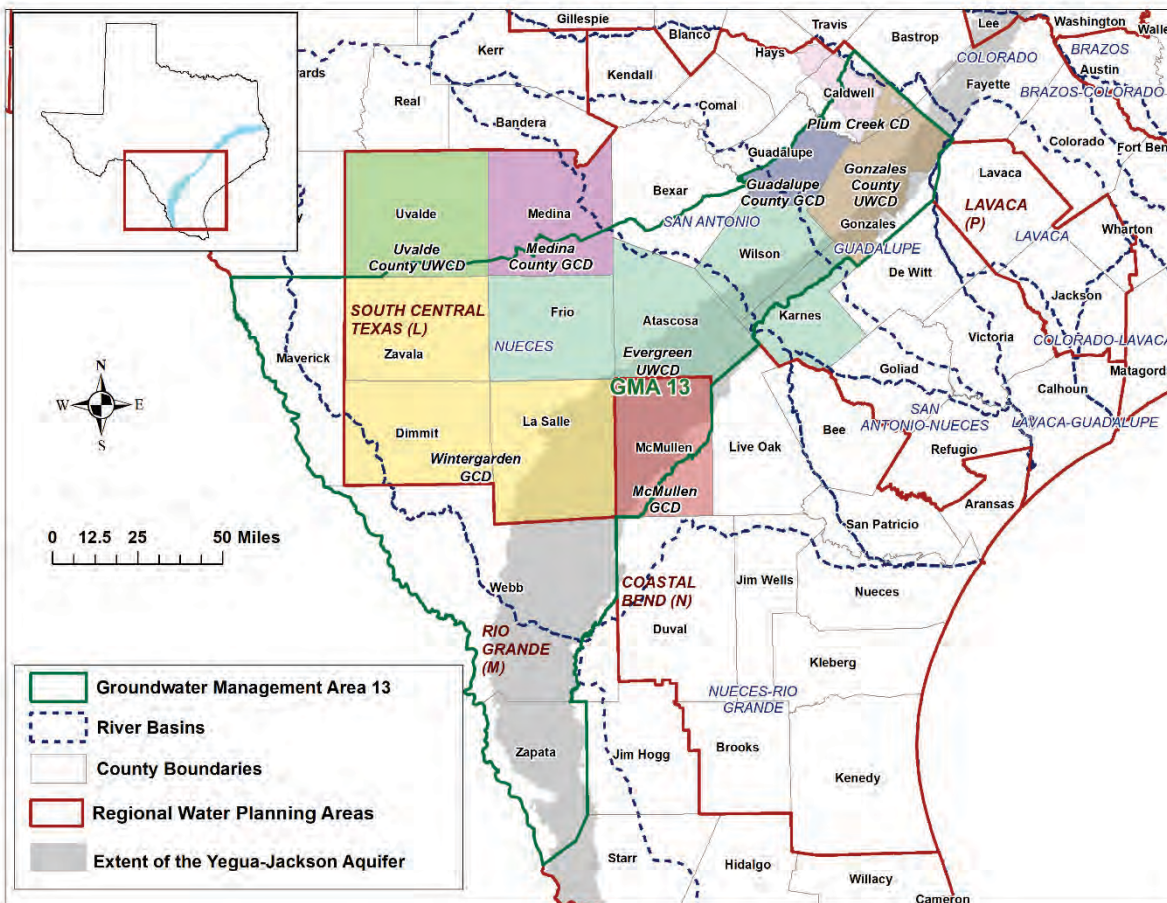 Gillespie
Travis
Lee
Washington
Blanco
Hays
Bastrop
COLORADO
BRAZOS
Kerr
Kendall
Austin
Fayette
BRAZOS-COLORADO
Real
Comal
Caldwell
Plum Creek CD
Bandera
Colorado
Fort Ben
Guadalupe
Guadalupe
County GCD
Gonzales
County
UWCD
Gonzales
Bexar
Lavaca
LAVACA
(P)
Uvalde
Medina
SAN ANTONIO
LAVACA
Wharton
Uvalde
County UWCD
Medina
County GCD
Wilson
GUADALUPE
De Witt
Jackson
SOUTH CENTRAL
TEXAS (L)
Frio
Atascosa
Karnes
Victoria
COLORADO-LAVACA
Zavala
NUECES
Maverick
Evergreen
UWCD
Goliad
Matagord
Calhoun
GMA 13
N
W
E
S
Dimmit
La Salle
Wintergarden
GCD
McMullen
McMullen
GCD
Live Oak
Bee
SAN
ANTONIO-NUECES
LAVACA-GUADALUPE
Refugio
Aransas
San Patricio
0 12.5 25 50 Miles
Webb
COASTAL
BEND (N)
Jim Wells
Nueces
Duval
RIO
GRANDE
(M)
Kleberg
NUECES-RIO
GRANDE
Zapata
Jim Hogg
Brooks
Kenedy
Starr
Hidalgo
Willacy
Cameron
Groundwater Management Area 13
River Basins
County Boundaries
Regional Water Planning Areas
Extent of the Yegua-Jackson Aquifer